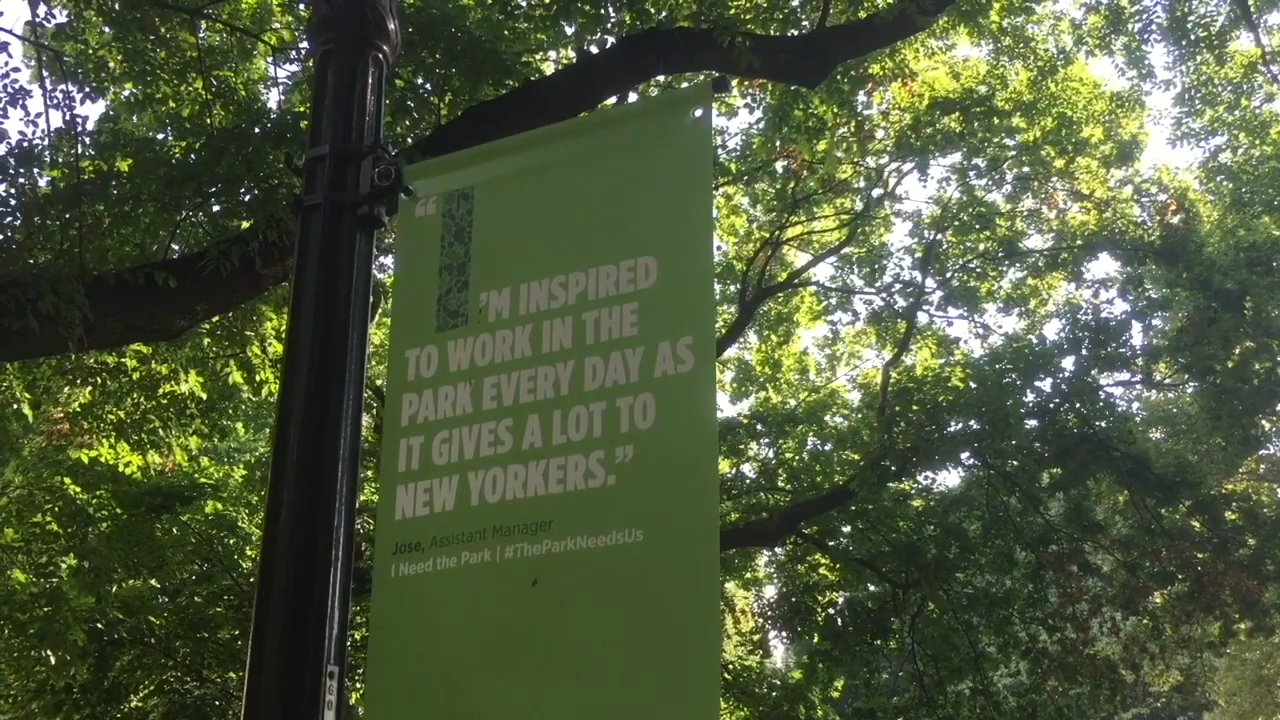 “I’M INSPIRED
TO WORK IN THE
PARK EVERY DAY AS
IT GIVES A LOT TO
NEW YORKERS.”
Jose, Assistant Manager
I Need the Park | #TheParkNeedsUs